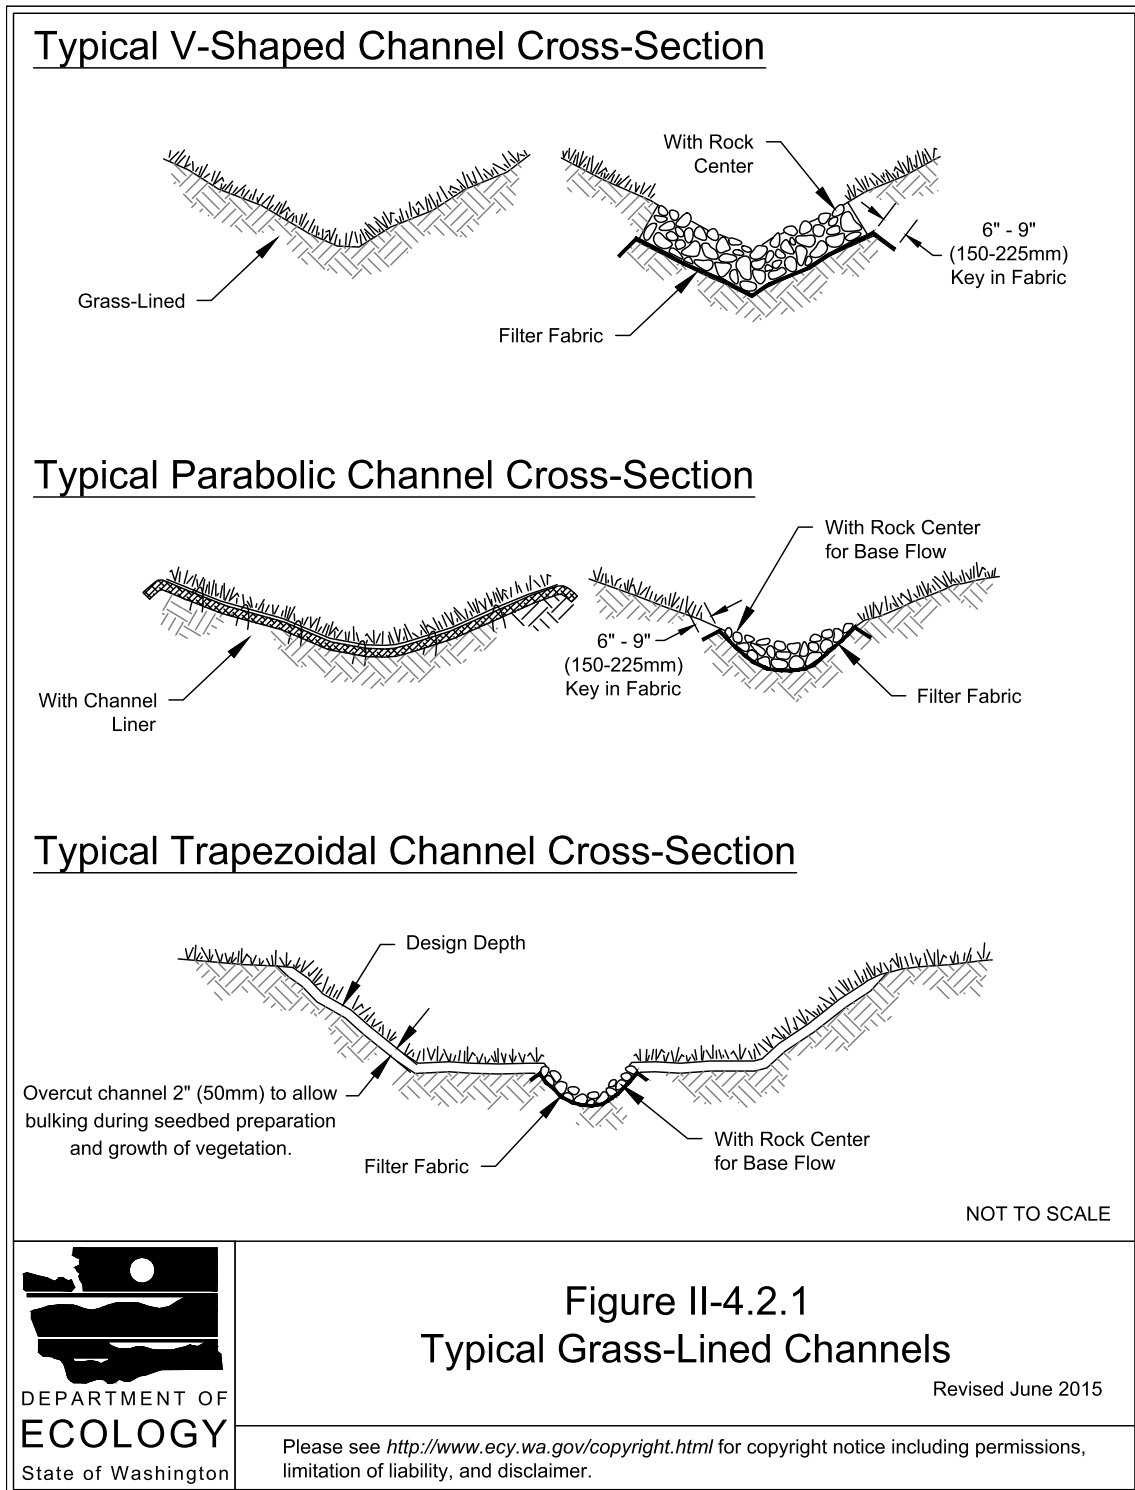 Typical V-Shaped Channel Cross-Section
With Rock
Center
6" - 9"
(150-225mm)
Key in Fabric
Grass-Lined
Filter Fabric
Typical Parabolic Channel Cross-Section
With Rock Center
for Base Flow
6" - 9"
(150-225mm)
Key in Fabric
With Channel
Liner
Filter Fabric
Typical Trapezoidal Channel Cross-Section
Design Depth
Overcut channel 2" (50mm) to allow
bulking during seedbed preparation
and growth of vegetation.
Filter Fabric
With Rock Center
for Base Flow
NOT TO SCALE
DEPARTMENT OF
ECOLOGY
State of Washington
Figure II-4.2.1
Typical Grass-Lined Channels
Revised June 2015
Please see http://www.ecy.wa.gov/copyright.html for copyright notice including permissions,
limitation of liability, and disclaimer.